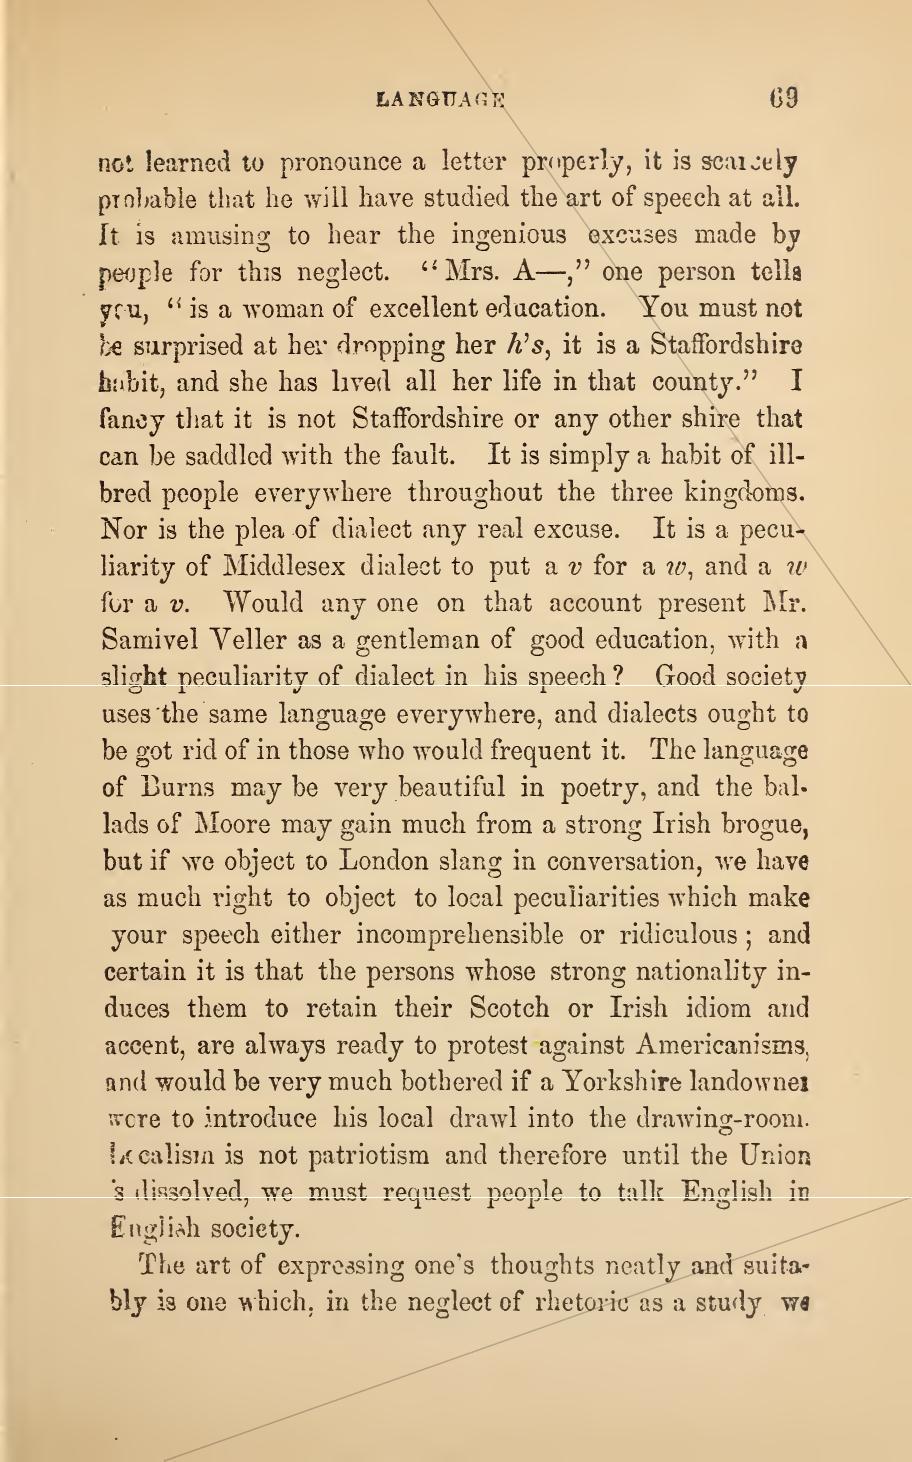 LANGUAGE 69
not learned to pronounce a letter properly, it is scarcely
probable that he will have studied the art of speech at all.
It is amusing to hear the ingenious excuses made by
people for this neglect. “Mrs. A—,” one person tells
you, “is a woman of excellent education. You must not
be surprised at her dropping her h’s, it is a Staffordshire
habit, and she has lived all her life in that county.” I
fancy that it is not Staffordshire or any other shire that
can be saddled with the fault. It is simply a habit of ill-
bred people everywhere throughout the three kingdoms.
Nor is the plea of dialect any real excuse. It is a pecu-
liarity of Middlesex dialect to put a v for a w, and a w
for a v. Would any one on that account present Mr.
Samivel Veller as a gentleman of good education, with a
slight peculiarity of dialect in his speech? Good society
uses the same language everywhere, and dialects ought to
be got rid of in those who would frequent it. The language
of Burns may be very beautiful in poetry, and the bal-
lads of Moore may gain much from a strong Irish brogue,
but if we object to London slang in conversation, we have
as much right to object to local peculiarities which make
your speech either incomprehensible or ridiculous; and
certain it is that the persons whose strong nationality in-
duces them to retain their Scotch or Irish idiom and
accent, are always ready to protest against Americanisms,
and would be very much bothered if a Yorkshire landowner
were to introduce his local drawl into the drawing-room.
Localism is not patriotism and therefore until the Union
is dissolved, we must request people to talk English in
English society.
The art of expressing one’s thoughts neatly and suita-
bly is one which, in the neglect of rhetoric as a study we